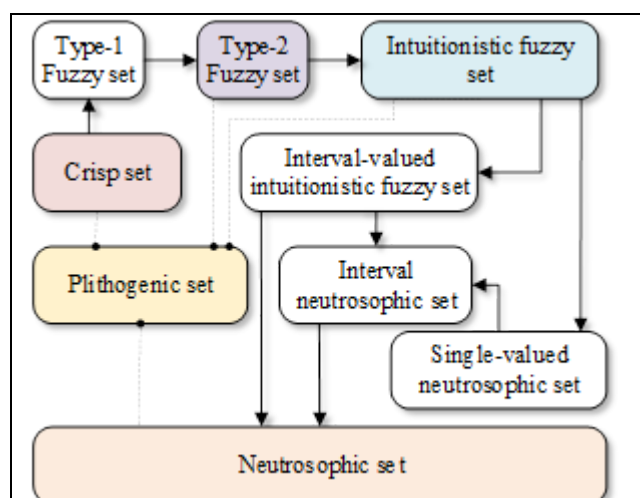 Type-1
Fuzzy set
Type-2
Fuzzy set
Intuitionistic fuzzy
set
Crisp set
Interval-valued
intuitionistic fuzzy set
Plithogenic set
Interval
neutrosophic set
Single-valued
neutrosophic set
Neutrosophic set